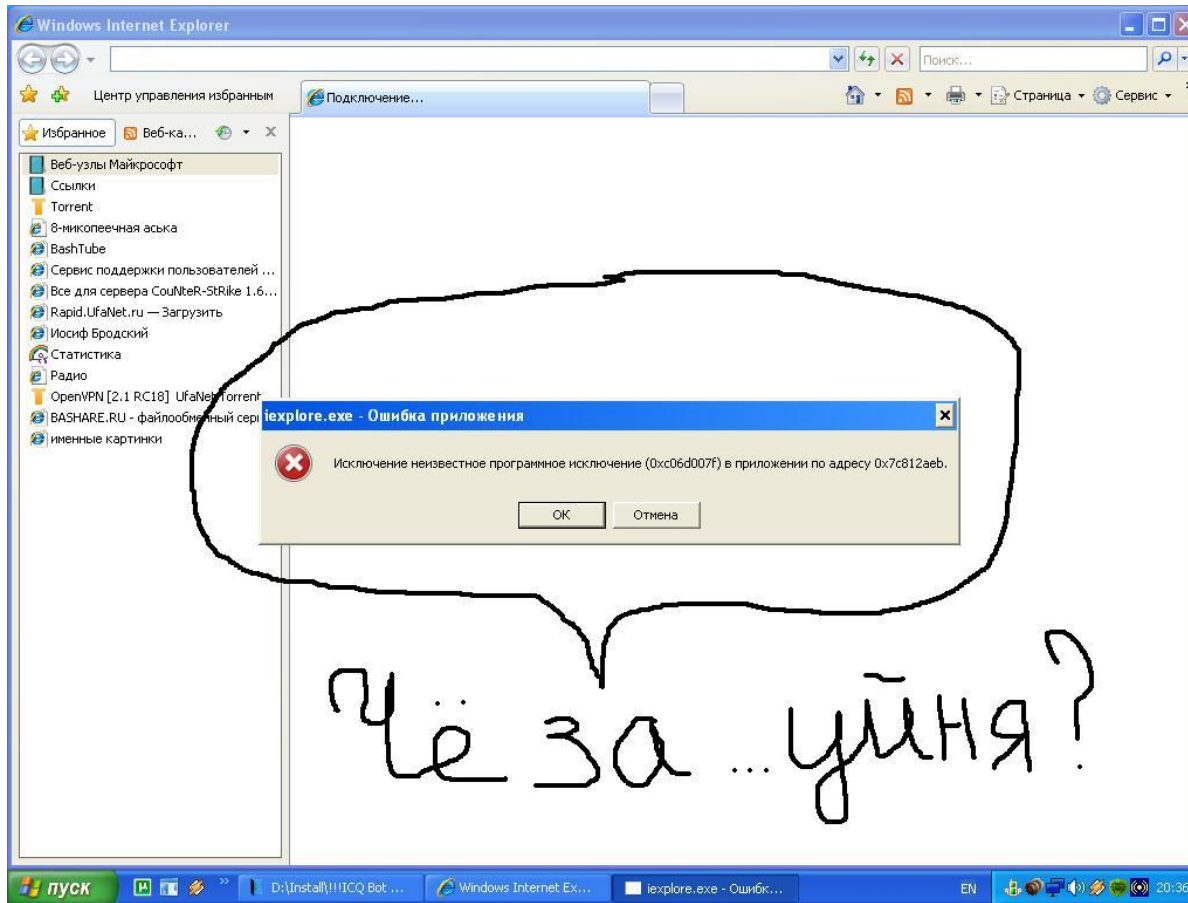 Windows Internet Explorer
Поиск...
Центр управления избранным
Подключение...
Страница
Сервис
Избранное
Веб-ка...
Веб-узлы Майкрософт
Ссылки
Torrent
8-микопеечная аська
BashTube
Сервис поддержки пользователей ...
Все для сервера CouNteR-StRike 1.6...
Rapid.UfaNet.ru — Загрузить
Иосиф Бродский
Статистика
Радио
OpenVPN [2.1 RC18] UfaNet Torrent
BASHARE.RU - файлообменный сер
именные картинки
iexplore.exe - Ошибка приложения
Исключение неизвестное программное исключение (0xc06d007f) в приложении по адресу 0x7c812aeb.
OK
Отмена
Чё за ...уйня?
пуск
D:\Install\!!!ICQ Bot ...
Windows Internet Ex...
iexplore.exe - Ошибк...
EN
20:36